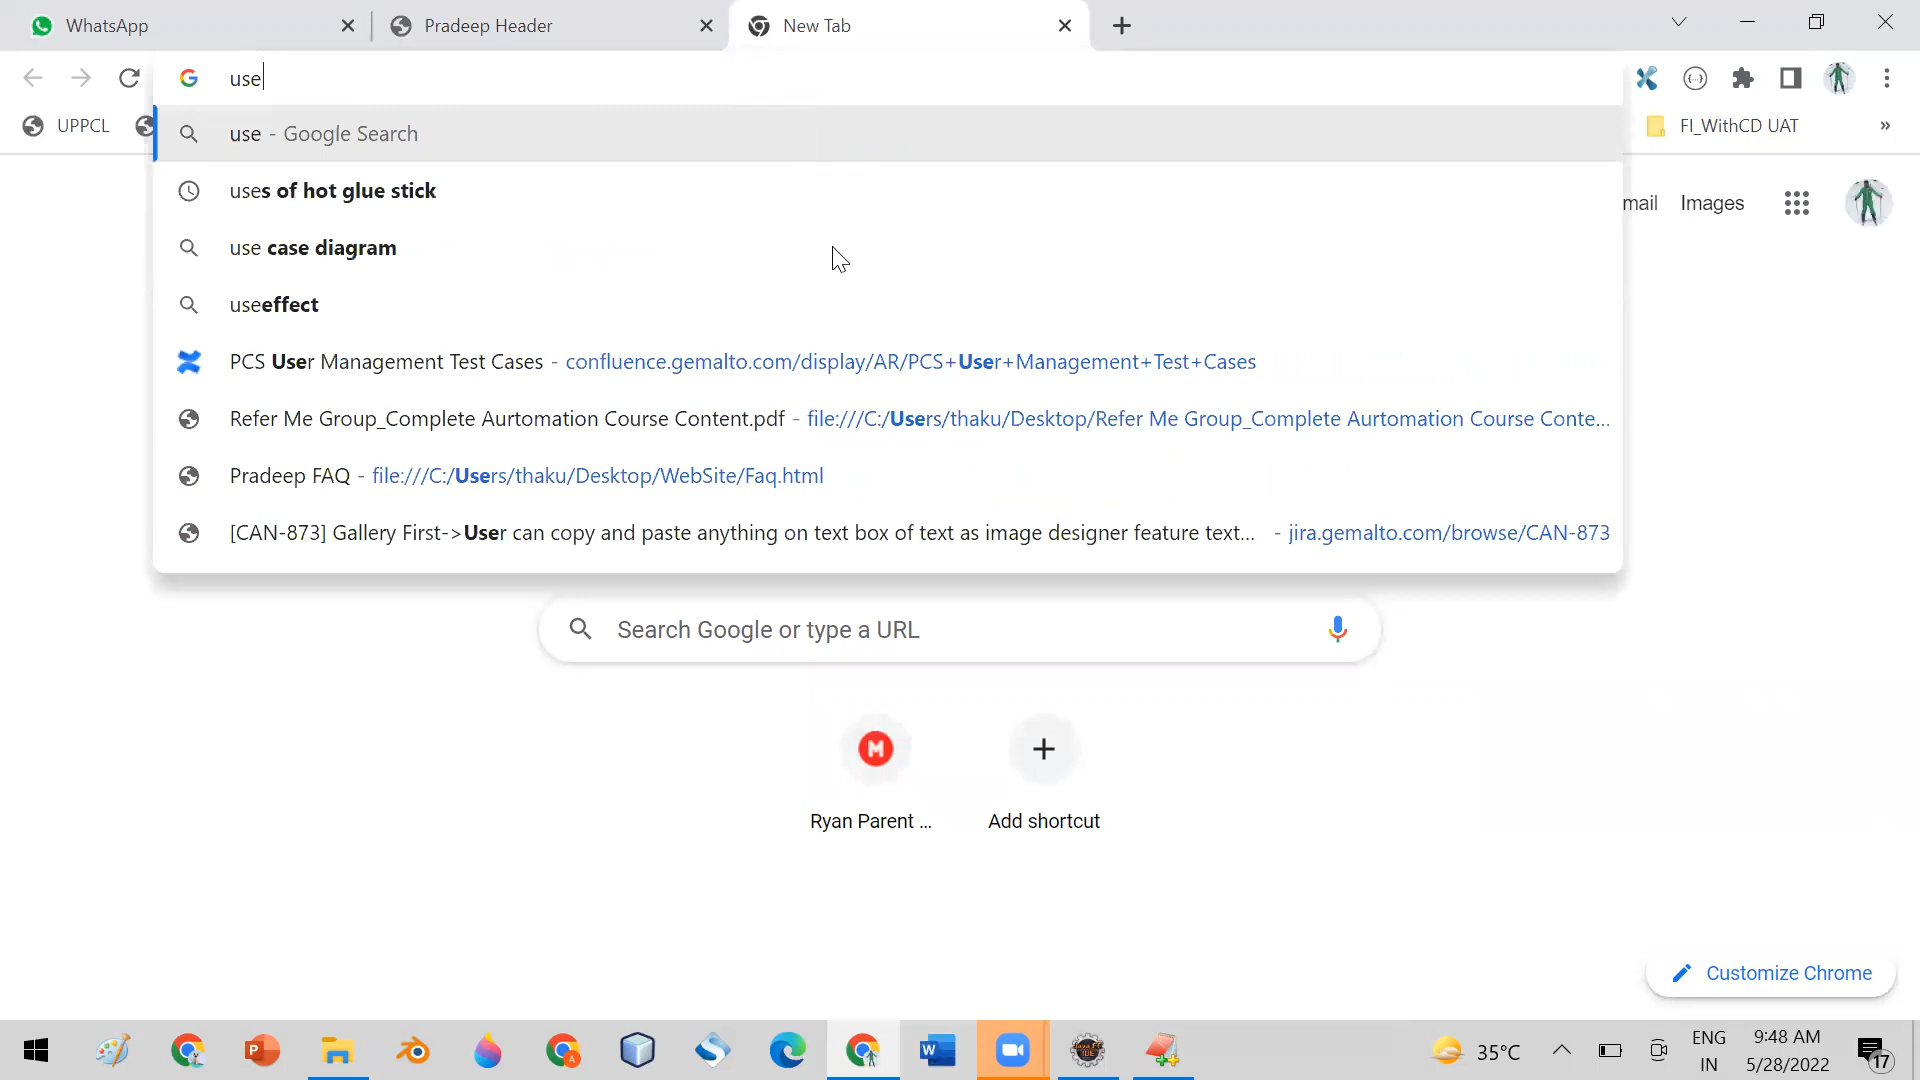 WhatsApp
Pradeep Header
New Tab
use
UPPCL
FI_WithCD UAT
»
use - Google Search
uses of hot glue stick
use case diagram
useeffect
PCS User Management Test Cases - confluence.gemalto.com/display/AR/PCS+User+Management+Test+Cases
Refer Me Group_Complete Aurtomation Course Content.pdf - file:///C:/Users/thaku/Desktop/Refer Me Group_Complete Aurtomation Course Conte...
Pradeep FAQ - file:///C:/Users/thaku/Desktop/WebSite/Faq.html
[CAN-873] Gallery First->User can copy and paste anything on text box of text as image designer feature text... - jira.gemalto.com/browse/CAN-873
mail Images
Search Google or type a URL
M
Ryan Parent ...
Add shortcut
Customize Chrome
35°C
ENG
IN
9:48 AM
5/28/2022
17